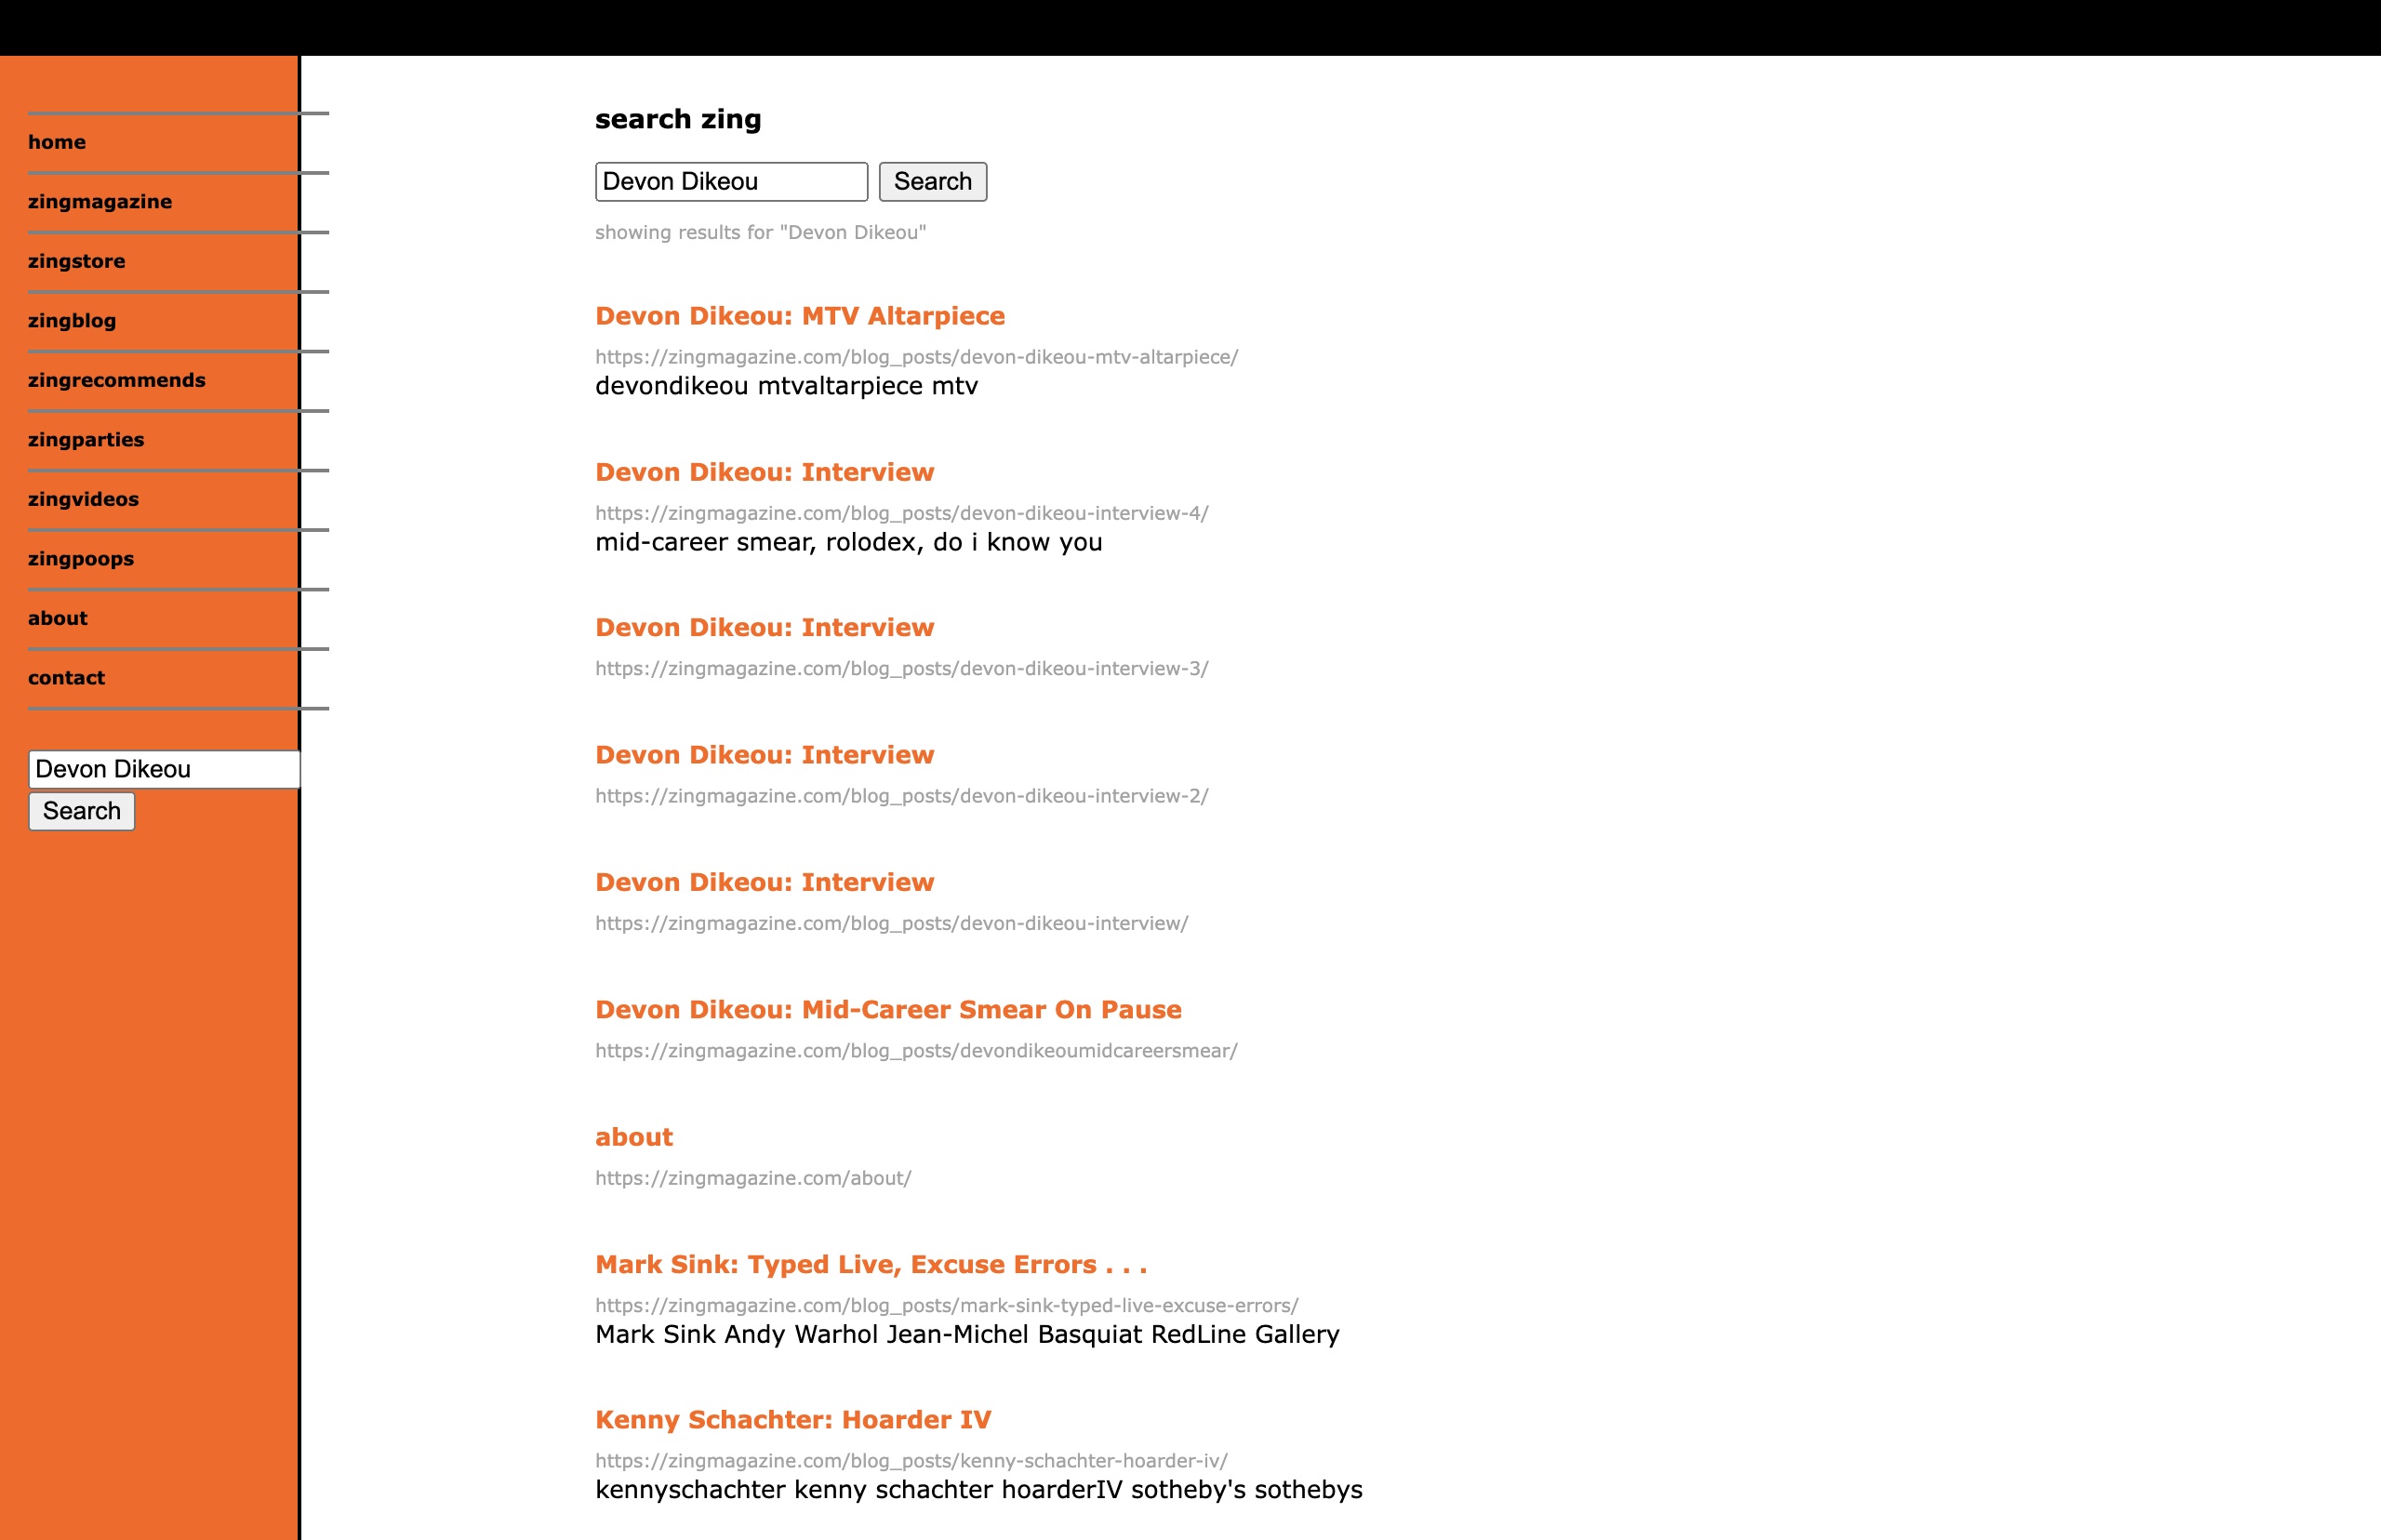 home
zingmagazine
zingstore
zingblog
zingrecommends
zingparties
zingvideos
zingpoops
about
contact
Devon Dikeou
Search
search zing
Devon Dikeou Search
showing results for "Devon Dikeou"
Devon Dikeou: MTV Altarpiece
https://zingmagazine.com/blog_posts/devon-dikeou-mtv-altarpiece/
devondikeou mtvaltarpiece mtv
Devon Dikeou: Interview
https://zingmagazine.com/blog_posts/devon-dikeou-interview-4/
mid-career smear, rolodex, do i know you
Devon Dikeou: Interview
https://zingmagazine.com/blog_posts/devon-dikeou-interview-3/
Devon Dikeou: Interview
https://zingmagazine.com/blog_posts/devon-dikeou-interview-2/
Devon Dikeou: Interview
https://zingmagazine.com/blog_posts/devon-dikeou-interview/
Devon Dikeou: Mid-Career Smear On Pause
https://zingmagazine.com/blog_posts/devondikeoumidcareersmear/
about
https://zingmagazine.com/about/
Mark Sink: Typed Live, Excuse Errors . . .
https://zingmagazine.com/blog_posts/mark-sink-typed-live-excuse-errors/
Mark Sink Andy Warhol Jean-Michel Basquiat RedLine Gallery
Kenny Schachter: Hoarder IV
https://zingmagazine.com/blog_posts/kenny-schachter-hoarder-iv/
kennyschachter kenny schachter hoarderIV sotheby's sothebys